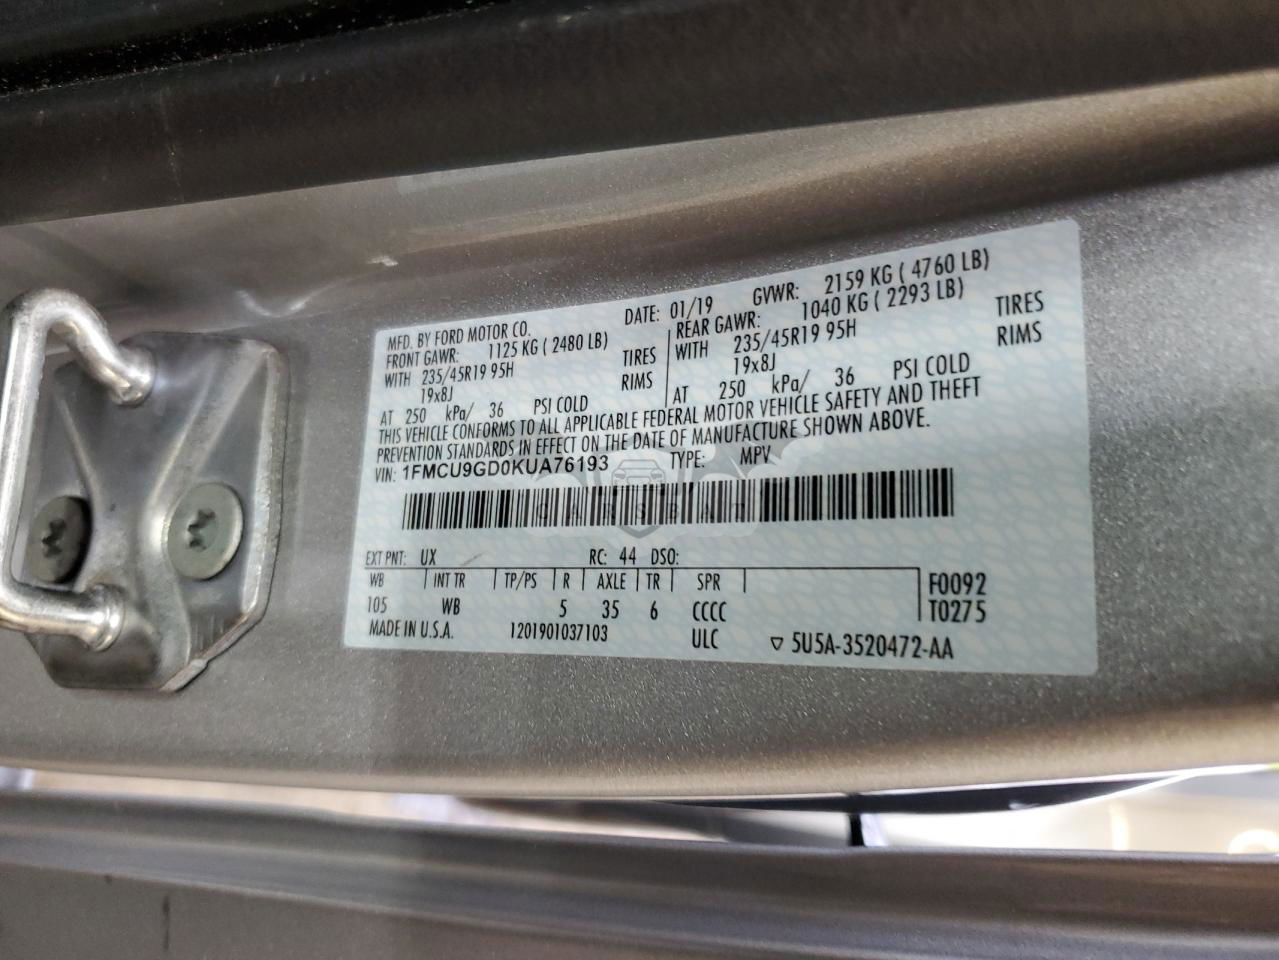 MFD. BY FORD MOTOR CO. DATE: 01/19 GVWR: 2159 KG ( 4760 LB)
FRONT GAWR: 1125 KG ( 2480 LB) REAR GAWR: 1040 KG ( 2293 LB)
WITH 235/45R19 95H TIRES WITH 235/45R19 95H TIRES
19x8J RIMS 19x8J RIMS
AT 250 kPa/ 36 PSI COLD AT 250 kPa/ 36 PSI COLD
THIS VEHICLE CONFORMS TO ALL APPLICABLE FEDERAL MOTOR VEHICLE SAFETY AND THEFT
PREVENTION STANDARDS IN EFFECT ON THE DATE OF MANUFACTURE SHOWN ABOVE.
VIN: 1FMCU9GD0KUA76193 TYPE: MPV
CARSBAT
EXT PNT: UX RC: 44 DSO:
WB INT TR TP/PS R AXLE TR SPR F0092
105 WB 5 35 6 CCCC T0275
MADE IN U.S.A. 1201901037103 ULC ▽ 5U5A-3520472-AA